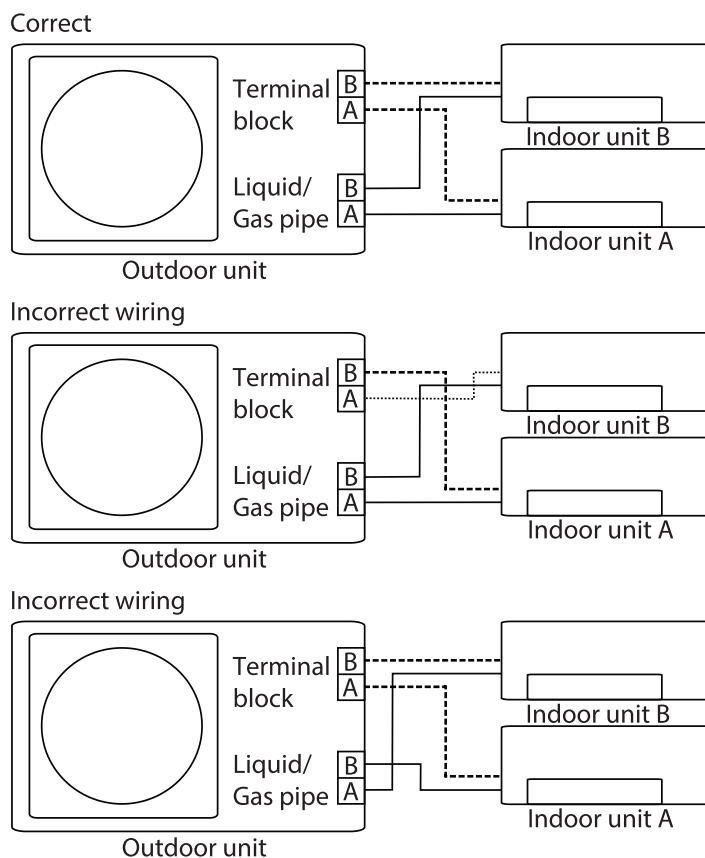 Correct
Terminal
block
B
A
Liquid/
Gas pipe
B
A
Outdoor unit
Indoor unit B
Indoor unit A
Incorrect wiring
Terminal
block
B
A
Liquid/
Gas pipe
B
A
Outdoor unit
Indoor unit B
Indoor unit A
Incorrect wiring
Terminal
block
B
A
Liquid/
Gas pipe
B
A
Outdoor unit
Indoor unit B
Indoor unit A